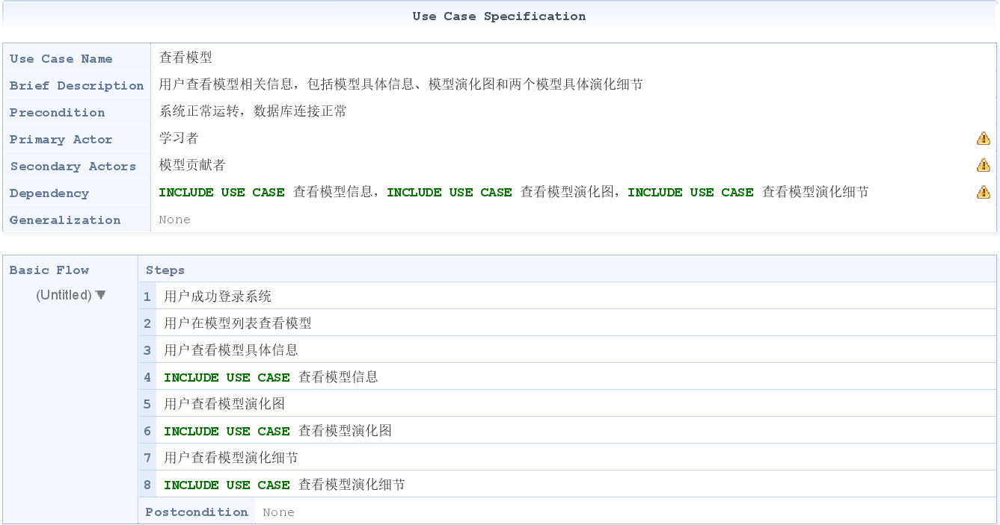 Use Case Specification
Use Case Name 查看模型
Brief Description 用户查看模型相关信息，包括模型具体信息、模型演化图和两个模型具体演化细节
Precondition 系统正常运转，数据库连接正常
Primary Actor 学习者
Secondary Actors 模型贡献者
Dependency INCLUDE USE CASE 查看模型信息，INCLUDE USE CASE 查看模型演化图，INCLUDE USE CASE 查看模型演化细节
Generalization None
Basic Flow Steps
(Untitled) ▼
1 用户成功登录系统
2 用户在模型列表查看模型
3 用户查看模型具体信息
4 INCLUDE USE CASE 查看模型信息
5 用户查看模型演化图
6 INCLUDE USE CASE 查看模型演化图
7 用户查看模型演化细节
8 INCLUDE USE CASE 查看模型演化细节
Postcondition None